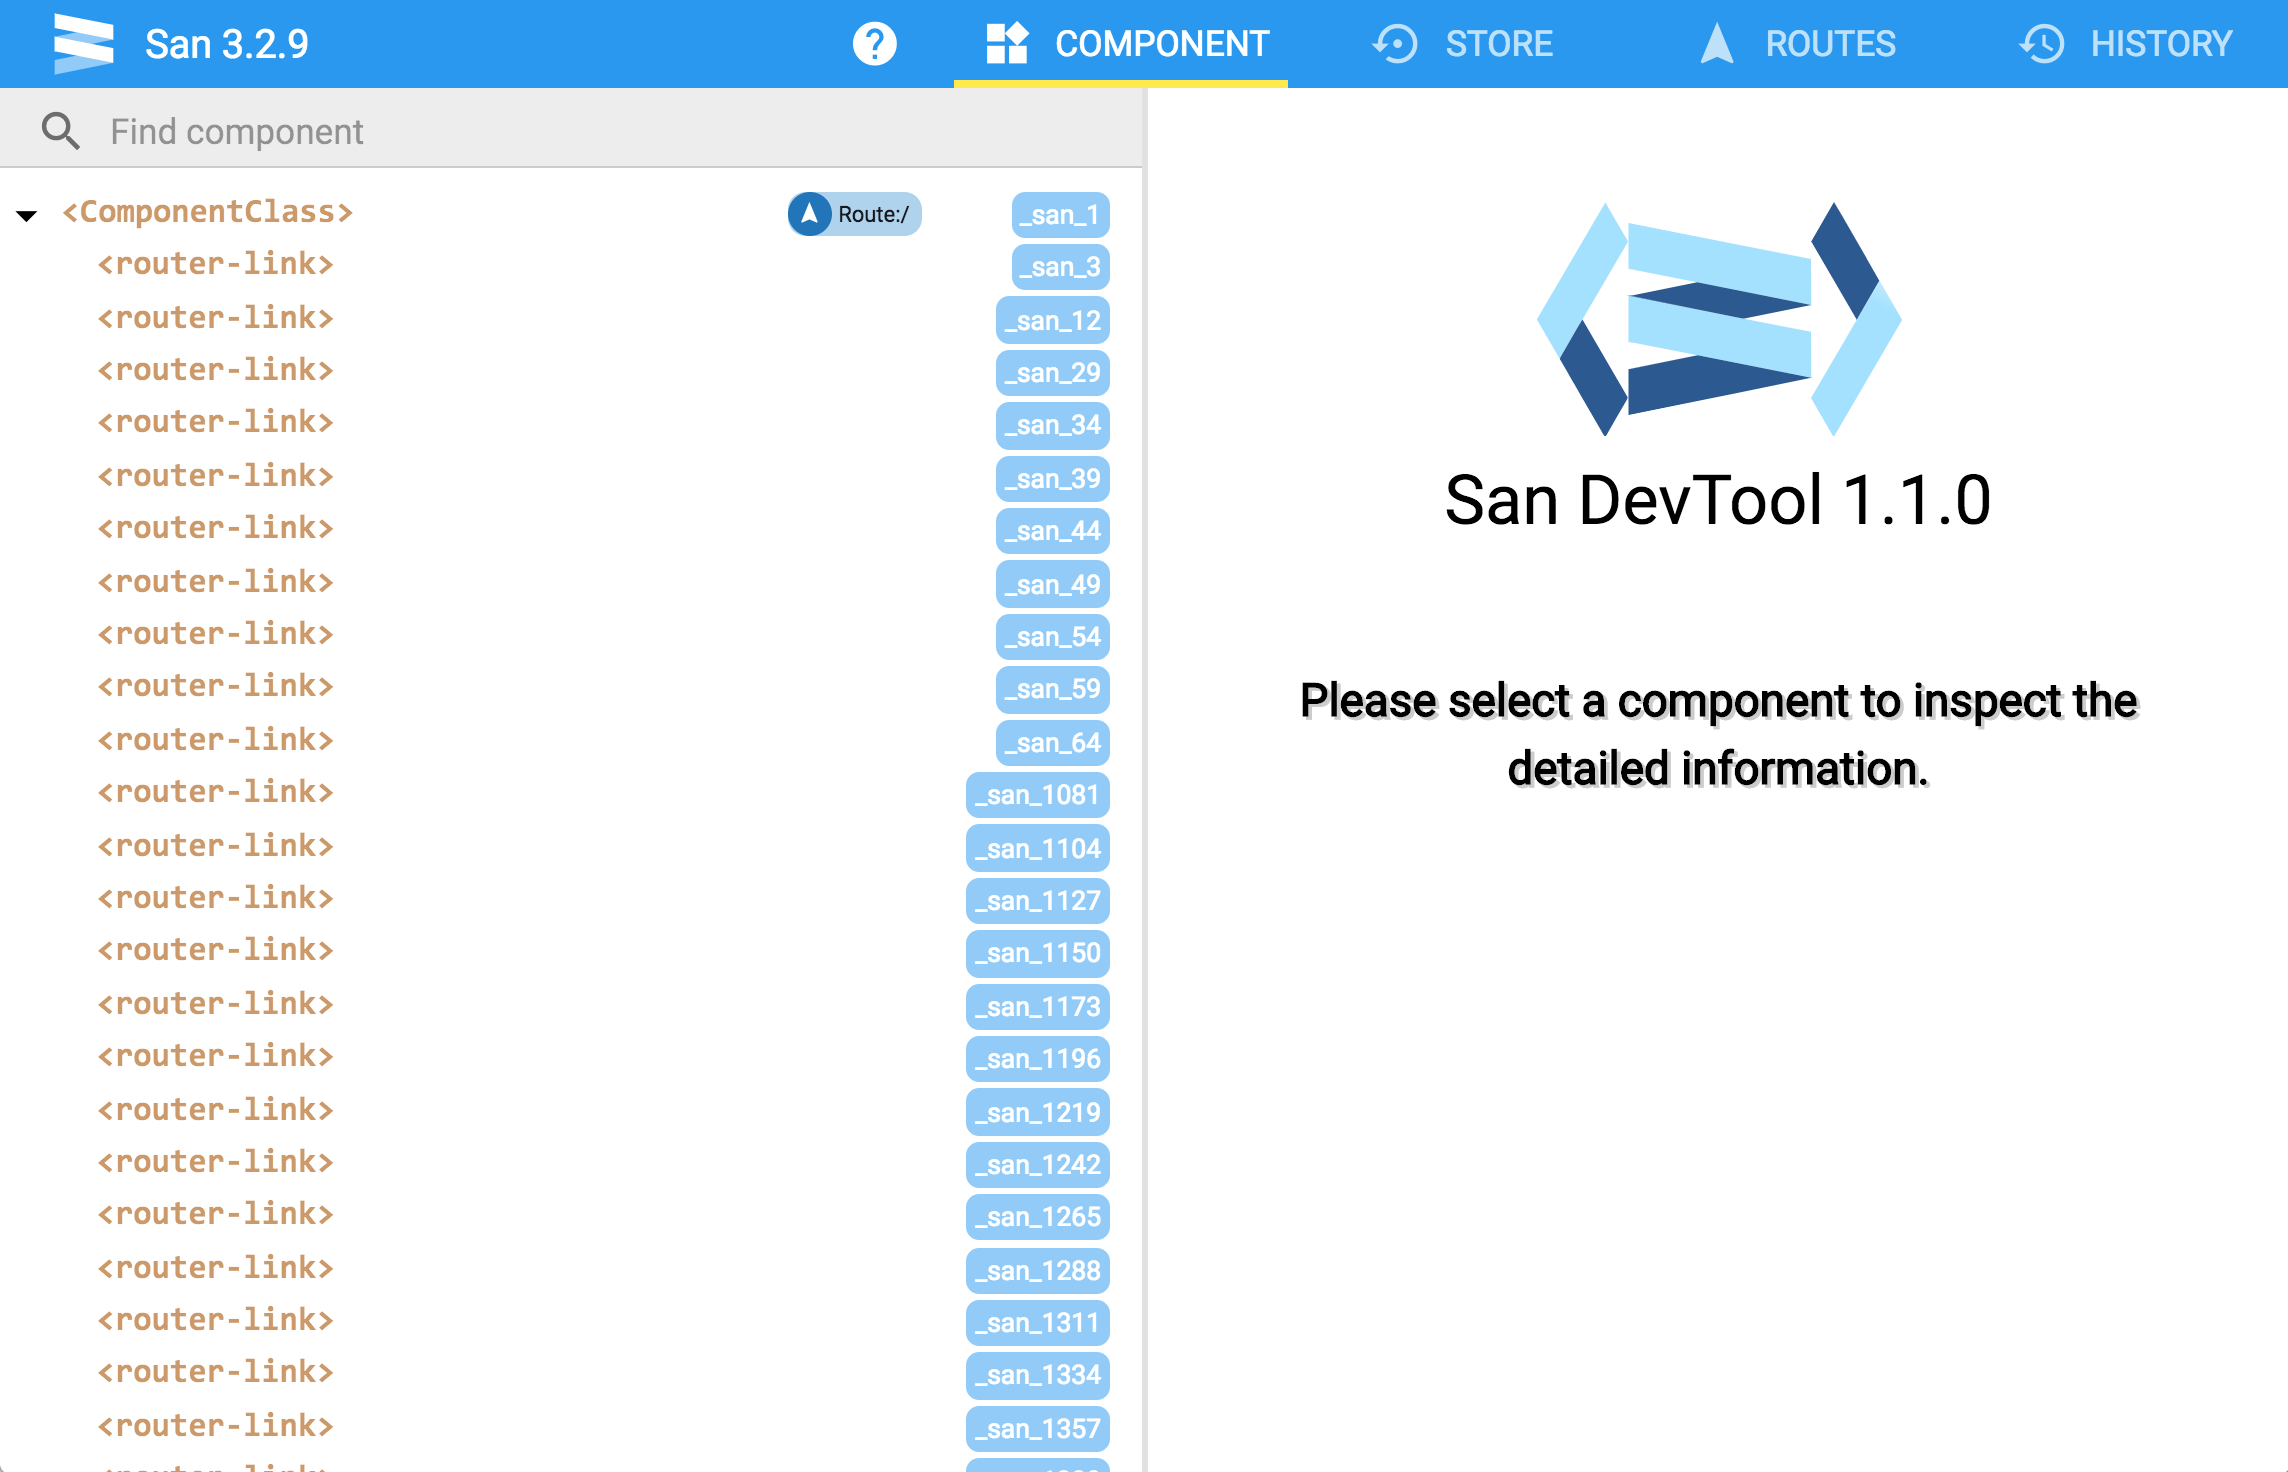 San 3.2.9
?
COMPONENT
STORE
ROUTES
HISTORY
Find component
<ComponentClass> Route:/ _san_1
<router-link> _san_3
<router-link> _san_12
<router-link> _san_29
<router-link> _san_34
<router-link> _san_39
<router-link> _san_44
<router-link> _san_49
<router-link> _san_54
<router-link> _san_59
<router-link> _san_64
<router-link> _san_1081
<router-link> _san_1104
<router-link> _san_1127
<router-link> _san_1150
<router-link> _san_1173
<router-link> _san_1196
<router-link> _san_1219
<router-link> _san_1242
<router-link> _san_1265
<router-link> _san_1288
<router-link> _san_1311
<router-link> _san_1334
<router-link> _san_1357
San DevTool 1.1.0
Please select a component to inspect the
detailed information.